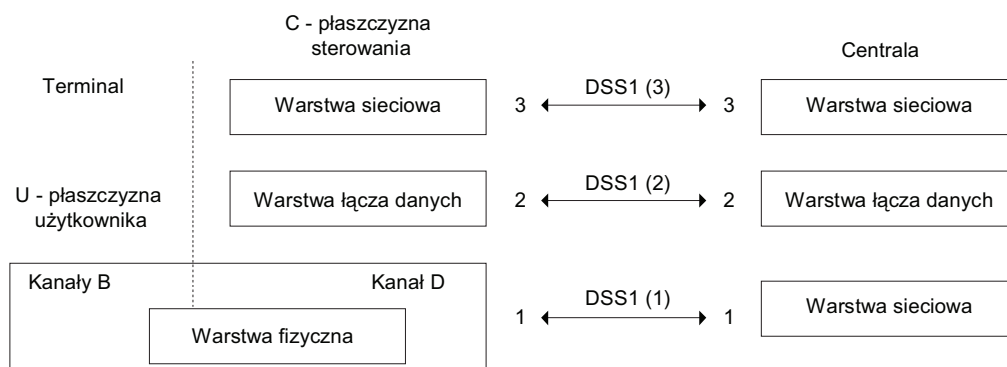 C - płaszczyzna
sterowania
Centrala
Terminal
DSS1 (3)
Warstwa sieciowa
3
3
Warstwa sieciowa
U - płaszczyzna
użytkownika
DSS1 (2)
Warstwa łącza danych
2
2
Warstwa łącza danych
Kanały B
Kanał D
DSS1 (1)
1
1
Warstwa sieciowa
Warstwa fizyczna